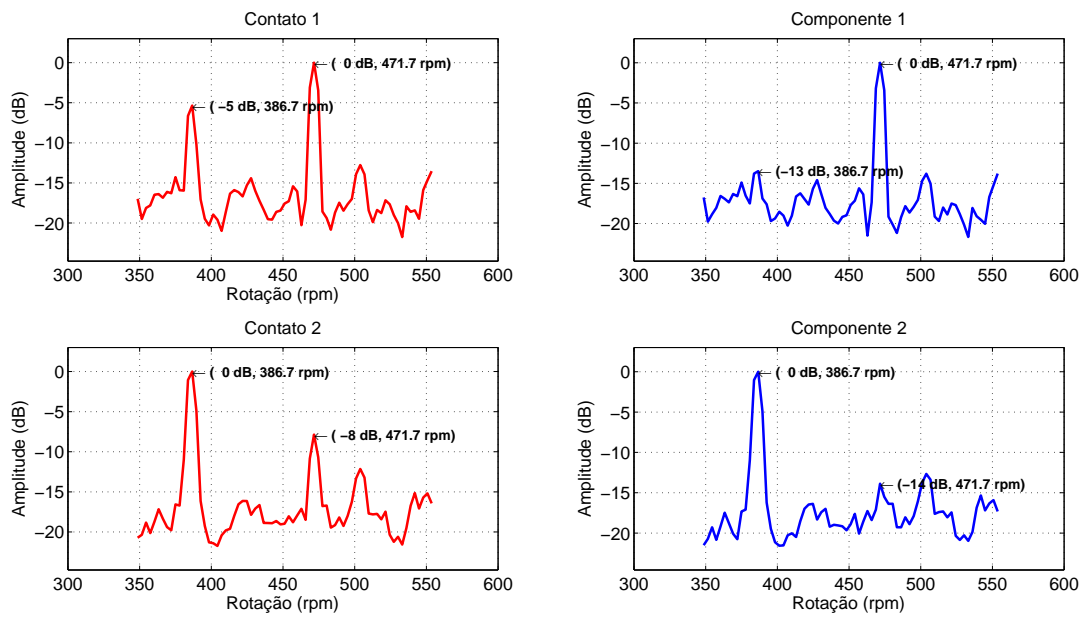 Contato 1
Amplitude (dB)
0
−5
−10
−15
−20
( −5 dB, 386.7 rpm)
( 0 dB, 471.7 rpm)
300 350 400 450 500 550 600
Rotação (rpm)
Componente 1
Amplitude (dB)
0
−5
−10
−15
−20
( 0 dB, 471.7 rpm)
(−13 dB, 386.7 rpm)
300 350 400 450 500 550 600
Contato 2
Amplitude (dB)
0
−5
−10
−15
−20
( 0 dB, 386.7 rpm)
( −8 dB, 471.7 rpm)
300 350 400 450 500 550 600
Rotação (rpm)
Componente 2
Amplitude (dB)
0
−5
−10
−15
−20
( 0 dB, 386.7 rpm)
(−14 dB, 471.7 rpm)
300 350 400 450 500 550 600
Rotação (rpm)